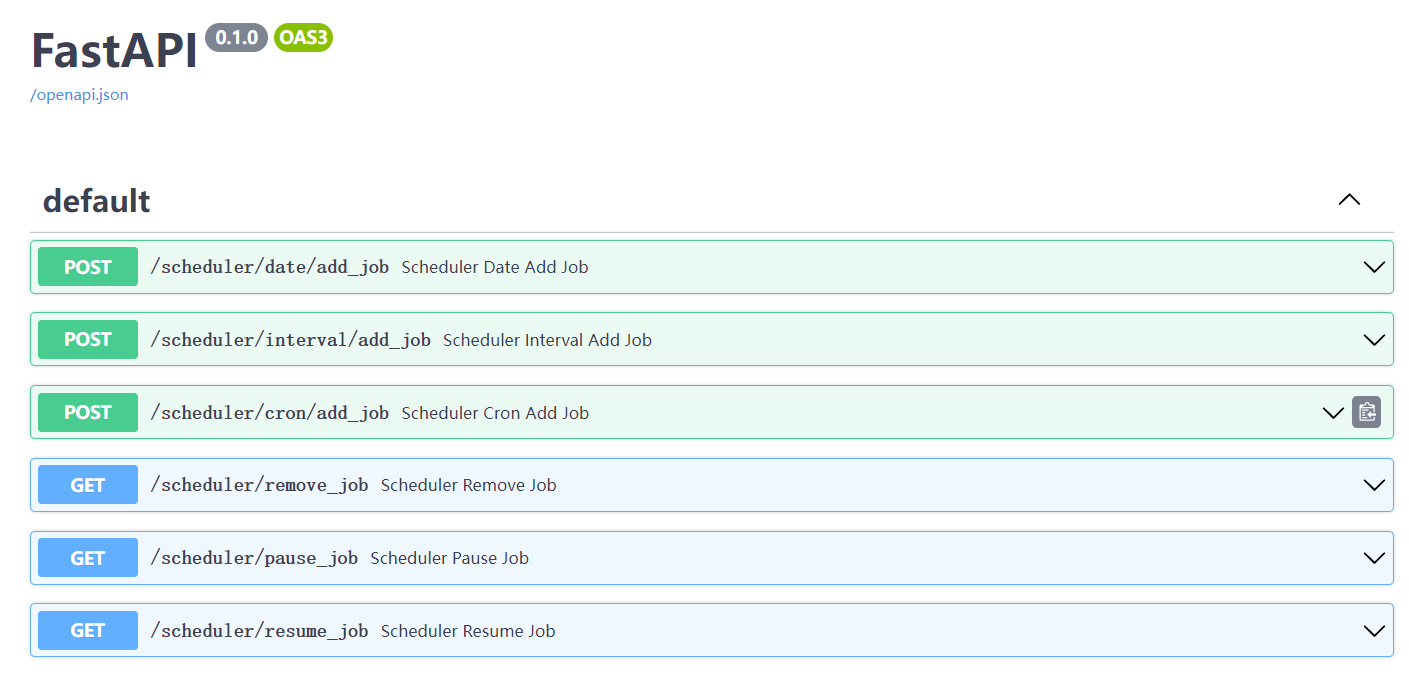 FastAPI 0.1.0 OAS3
/openapi.json
default
POST /scheduler/date/add_job Scheduler Date Add Job
POST /scheduler/interval/add_job Scheduler Interval Add Job
POST /scheduler/cron/add_job Scheduler Cron Add Job
GET /scheduler/remove_job Scheduler Remove Job
GET /scheduler/pause_job Scheduler Pause Job
GET /scheduler/resume_job Scheduler Resume Job